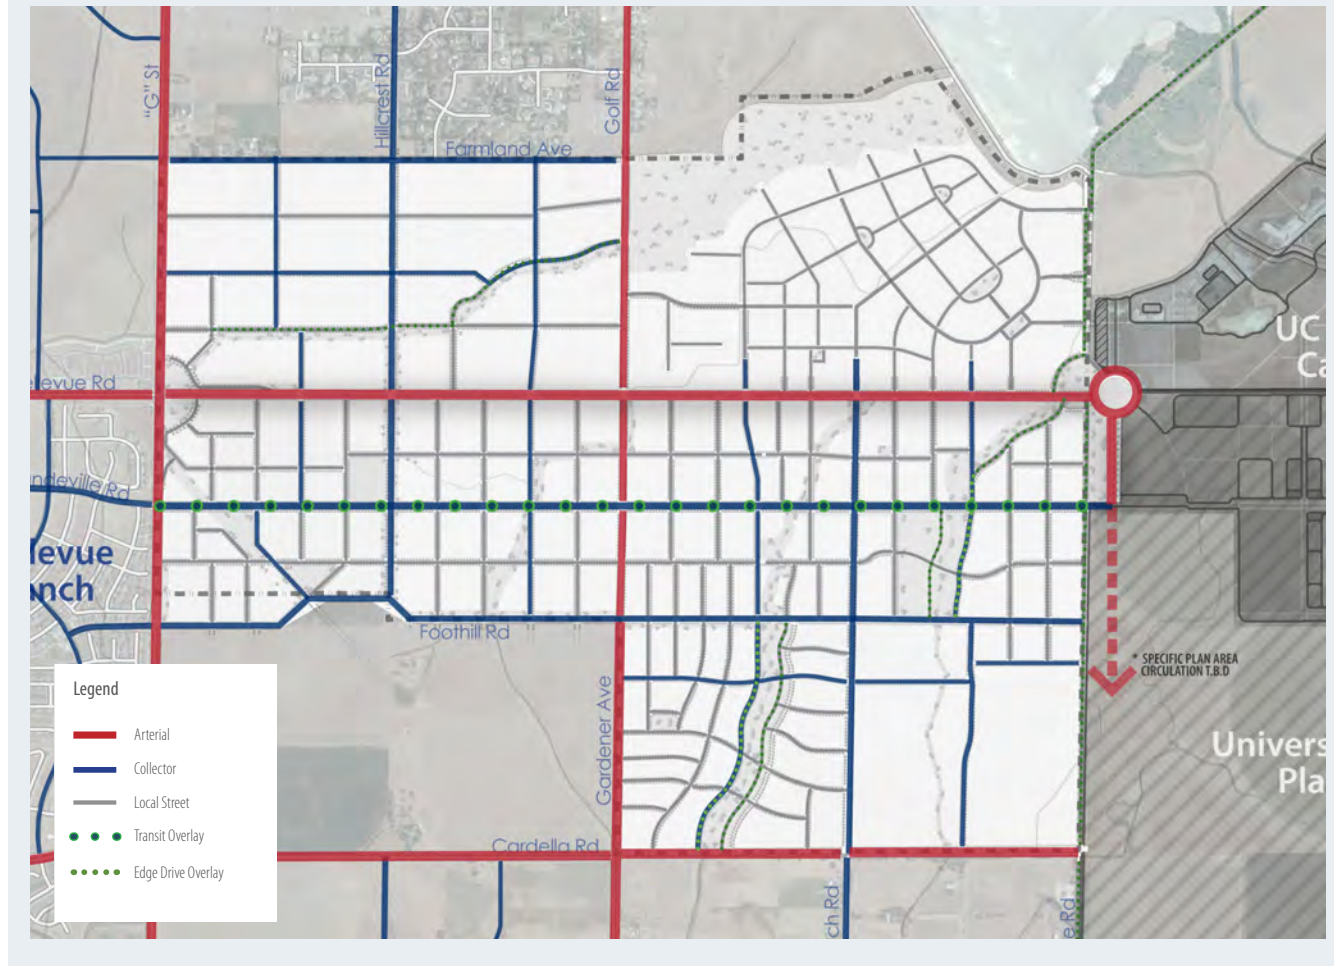 "G" St
Hillcrest Rd
Golf Rd
Farmland Ave
UC
Ca
ellevue Rd
ndeville Rd
levue
nch
Foothill Rd
* SPECIFIC PLAN AREA
CIRCULATION T.B.D
Gardener Ave
Univers
Pla
Cardella Rd
ch Rd
e Rd
Legend
Arterial
Collector
Local Street
Transit Overlay
Edge Drive Overlay